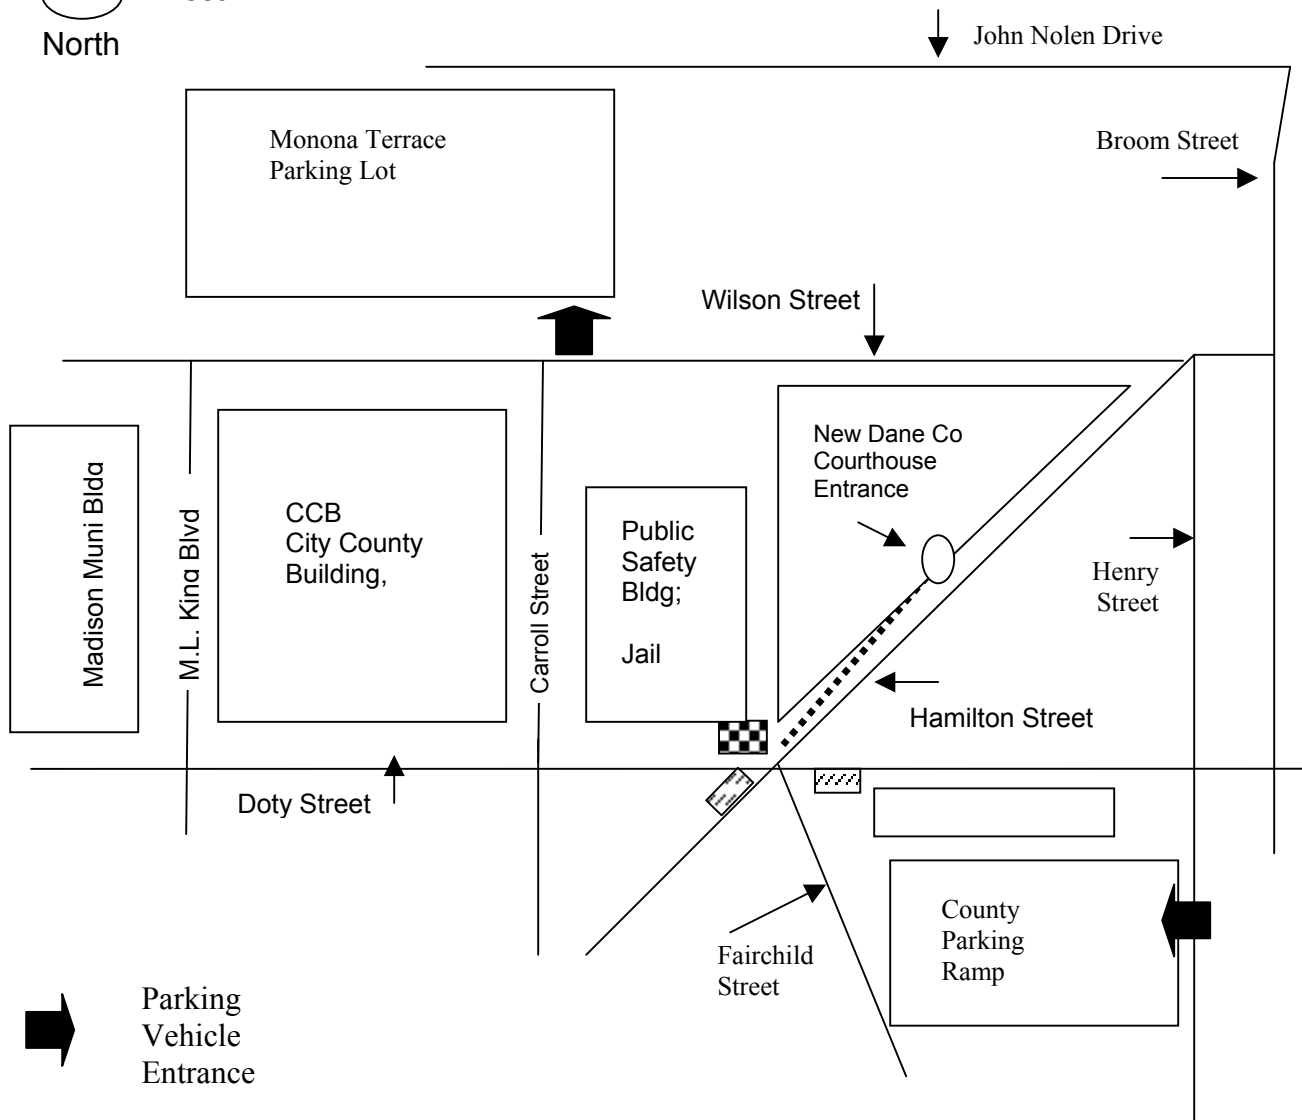 North
John Nolen Drive
Monona Terrace
Parking Lot
Broom Street
Wilson Street
New Dane Co
Courthouse
Entrance
Madison Muni Bldg
M.L. King Blvd
CCB
City County
Building,
Carroll Street
Public
Safety
Bldg;
Jail
Henry
Street
Hamilton Street
Doty Street
County
Parking
Ramp
Fairchild
Street
Parking
Vehicle
Entrance